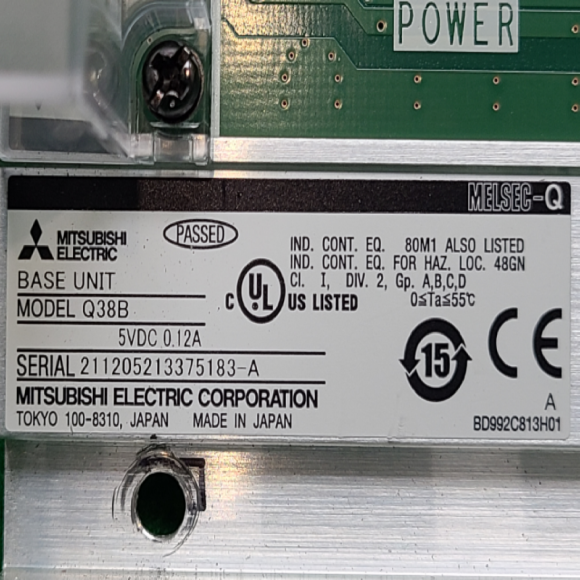 POWER
MELSEC-Q
MITSUBISHI
ELECTRIC
PASSED
BASE UNIT
MODEL Q38B
5VDC 0.12A
SERIAL 211205213375183-A
MITSUBISHI ELECTRIC CORPORATION
TOKYO 100-8310, JAPAN MADE IN JAPAN
IND. CONT. EQ. 80M1 ALSO LISTED
IND. CONT. EQ. FOR HAZ. LOC. 48GN
Cl. I, DIV. 2, Gp. A,B,C,D
0≤Ta≤55℃
C UL US LISTED
15
CE
A
BD992C813H01